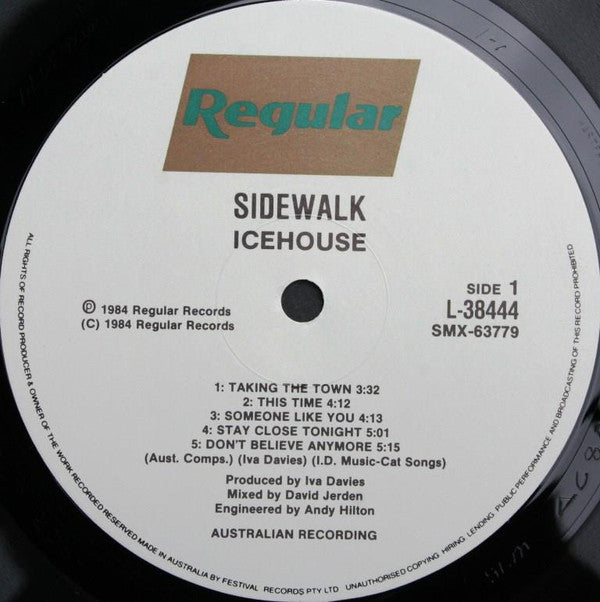 Regular
SIDEWALK
ICEHOUSE
℗ 1984 Regular Records
(C) 1984 Regular Records
SIDE 1
L-38444
SMX-63779
1: TAKING THE TOWN 3:32
2: THIS TIME 4:12
3: SOMEONE LIKE YOU 4:13
4: STAY CLOSE TONIGHT 5:01
5: DON'T BELIEVE ANYMORE 5:15
(Aust. Comps.) (Iva Davies) (I.D. Music-Cat Songs)
Produced by Iva Davies
Mixed by David Jerden
Engineered by Andy Hilton
AUSTRALIAN RECORDING
ALL RIGHTS OF RECORD PRODUCER & OWNER OF THE WORK RECORDED RESERVED MADE IN AUSTRALIA BY FESTIVAL RECORDS PTY LTD UNAUTHORISED COPYING HIRING LENDING PUBLIC PERFORMANCE AND BROADCASTING OF THIS RECORD PROHIBITED